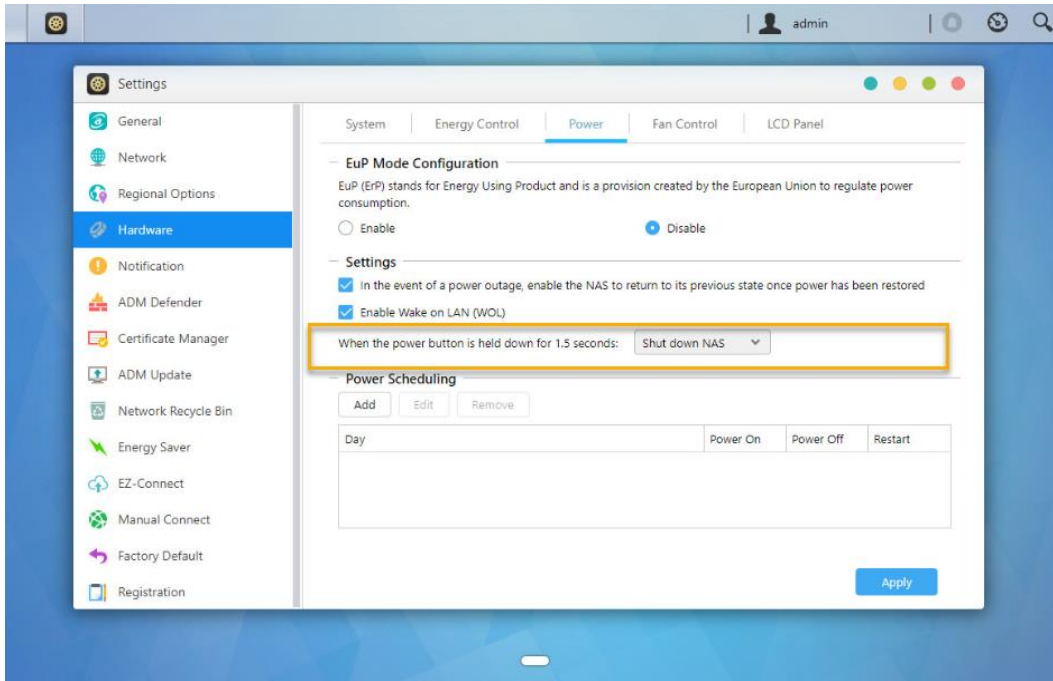 admin
Settings
General
Network
Regional Options
Hardware
Notification
ADM Defender
Certificate Manager
ADM Update
Network Recycle Bin
Energy Saver
EZ-Connect
Manual Connect
Factory Default
Registration
System Energy Control Power Fan Control LCD Panel
EuP Mode Configuration
EuP (ErP) stands for Energy Using Product and is a provision created by the European Union to regulate power
consumption.
Enable Disable
Settings
In the event of a power outage, enable the NAS to return to its previous state once power has been restored
Enable Wake on LAN (WOL)
When the power button is held down for 1.5 seconds: Shut down NAS
Power Scheduling
Add Edit Remove
Day Power On Power Off Restart
Apply